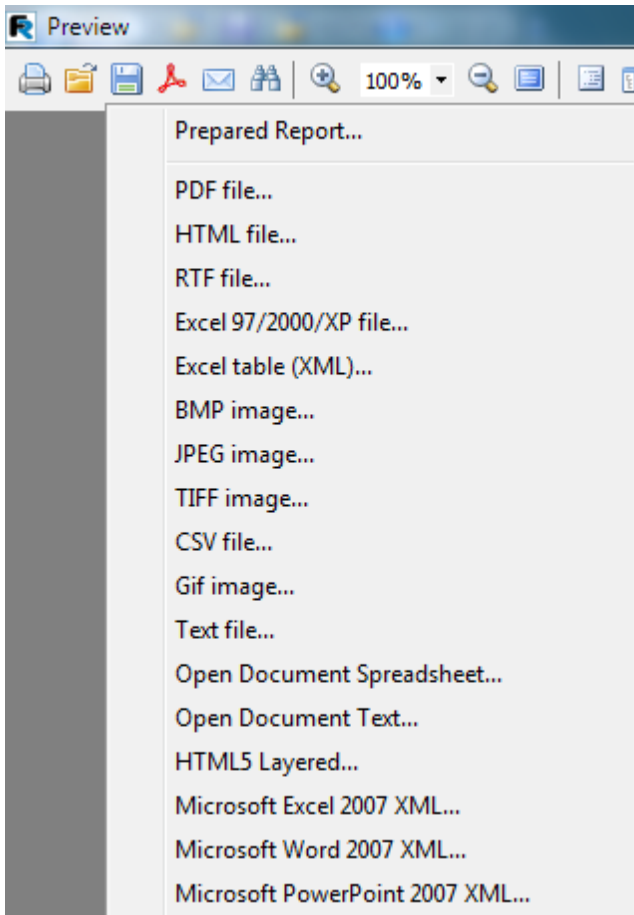 Preview
100%
Prepared Report...
PDF file...
HTML file...
RTF file...
Excel 97/2000/XP file...
Excel table (XML)...
BMP image...
JPEG image...
TIFF image...
CSV file...
Gif image...
Text file...
Open Document Spreadsheet...
Open Document Text...
HTML5 Layered...
Microsoft Excel 2007 XML...
Microsoft Word 2007 XML...
Microsoft PowerPoint 2007 XML...